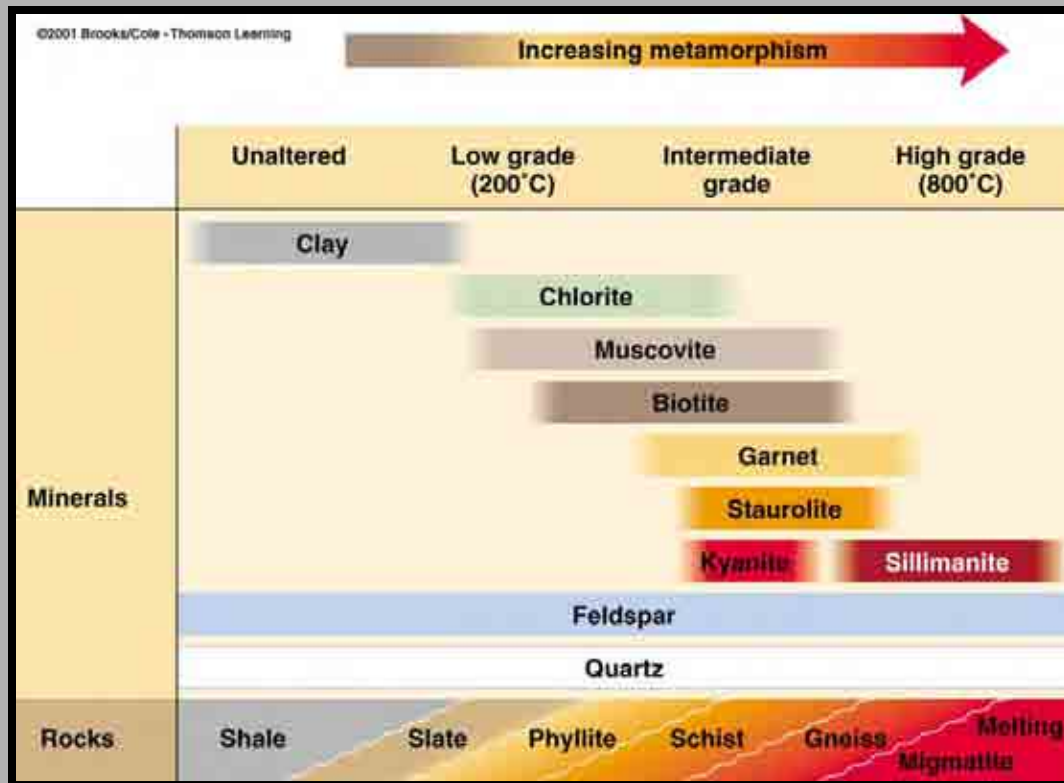 ©2001 Brooks/Cole - Thomson Learning
Increasing metamorphism
Unaltered
Low grade
(200˚C)
Intermediate
grade
High grade
(800˚C)
Clay
Chlorite
Muscovite
Biotite
Garnet
Minerals
Staurolite
Kyanite
Sillimanite
Feldspar
Quartz
Rocks
Shale
Slate
Phyllite
Schist
Gneiss
Melting
Migmatite